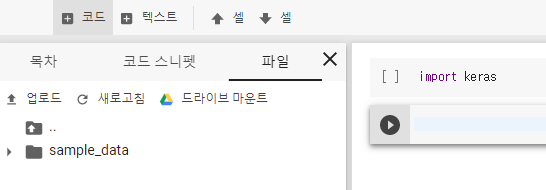 코드 텍스트 셀 셀
목차 코드 스니펫 파일
업로드 새로고침 드라이브 마운트
..
sample_data
[ ] import keras